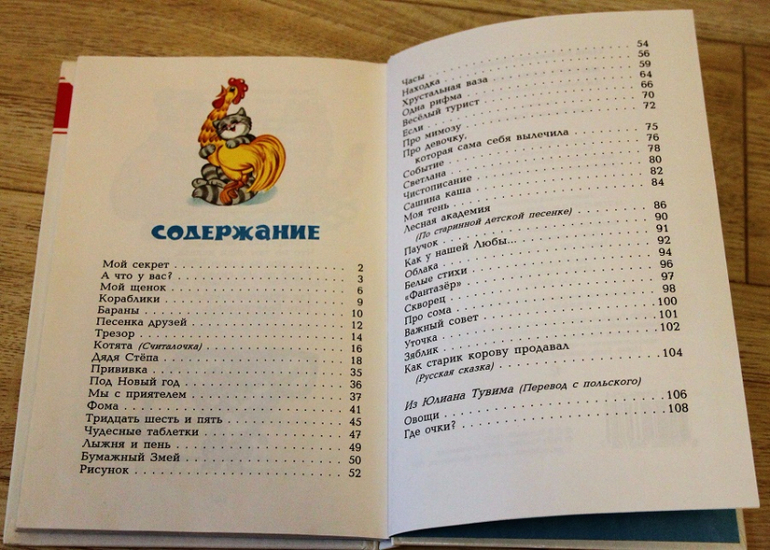 СОДЕРЖАНИЕ
Мой секрет . . . 2
А что у вас? . . . 3
Мой щенок . . . 6
Кораблики . . . 9
Бараны . . . 10
Песенка друзей . . . 12
Трезор . . . 14
Котята (Считалочка) . . . 16
Дядя Стёпа . . . 18
Прививка . . . 35
Под Новый год . . . 36
Мы с приятелем . . . 37
Фома . . . 41
Тридцать шесть и пять . . . 45
Чудесные таблетки . . . 47
Лыжня и пень . . . 49
Бумажный Змей . . . 50
Рисунок . . . 52
Часы . . . 54
Находка . . . 56
Хрустальная ваза . . . 59
Одна рифма . . . 64
Весёлый турист . . . 66
Если . . . 70
Про мимозу . . . 72
Про девочку,
которая сама себя вылечила . . . 75
Событие . . . 76
Светлана . . . 78
Чистописание . . . 80
Сашина каша . . . 82
Моя тень . . . 84
Лесная академия
(По старинной детской песенке) . . . 86
Паучок . . . 90
Как у нашей Любы... . . . 91
Облака . . . 92
Белые стихи . . . 94
«Фантазёр» . . . 96
Скворец . . . 97
Про сома . . . 98
Важный совет . . . 100
Уточка . . . 101
Зяблик . . . 102
Как старик корову продавал
(Русская сказка) . . . 104
Из Юлиана Тувима (Перевод с польского)
Овощи . . . 106
Где очки? . . . 108